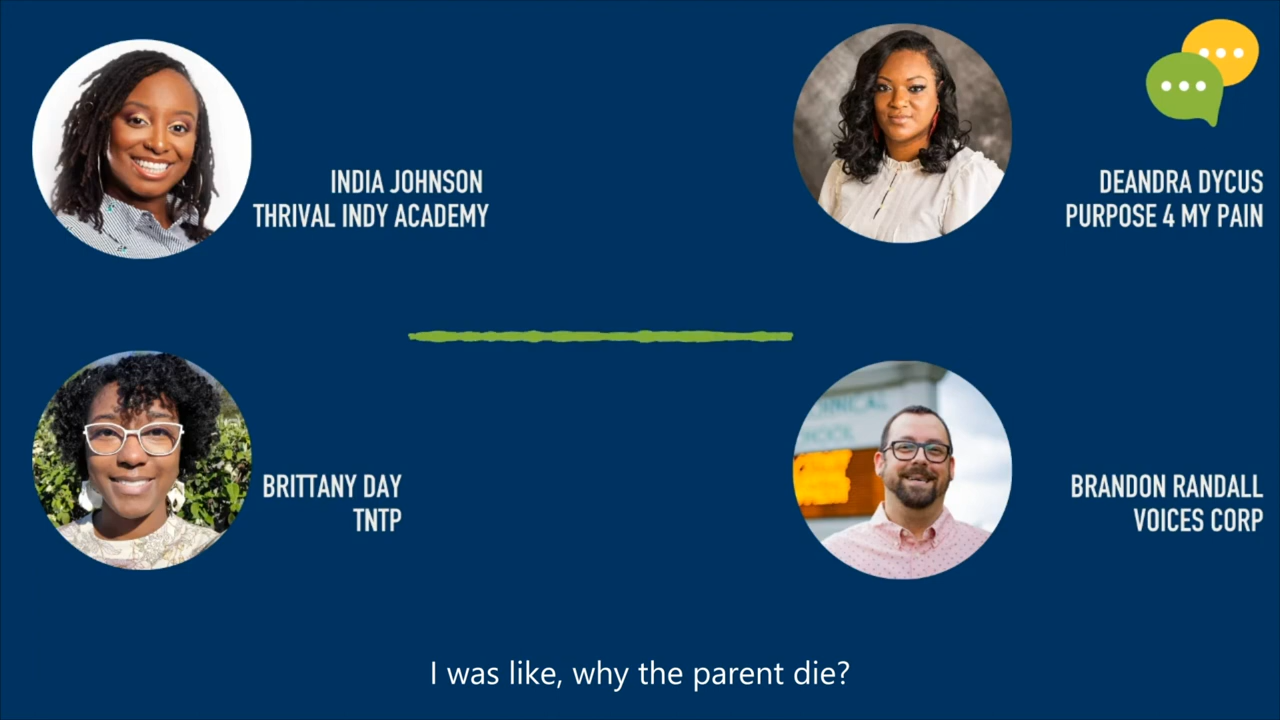 INDIA JOHNSON
THRIVAL INDY ACADEMY
DEANDRA DYCUS
PURPOSE 4 MY PAIN
BRITTANY DAY
TNTP
BRANDON RANDALL
VOICES CORP
I was like, why the parent die?